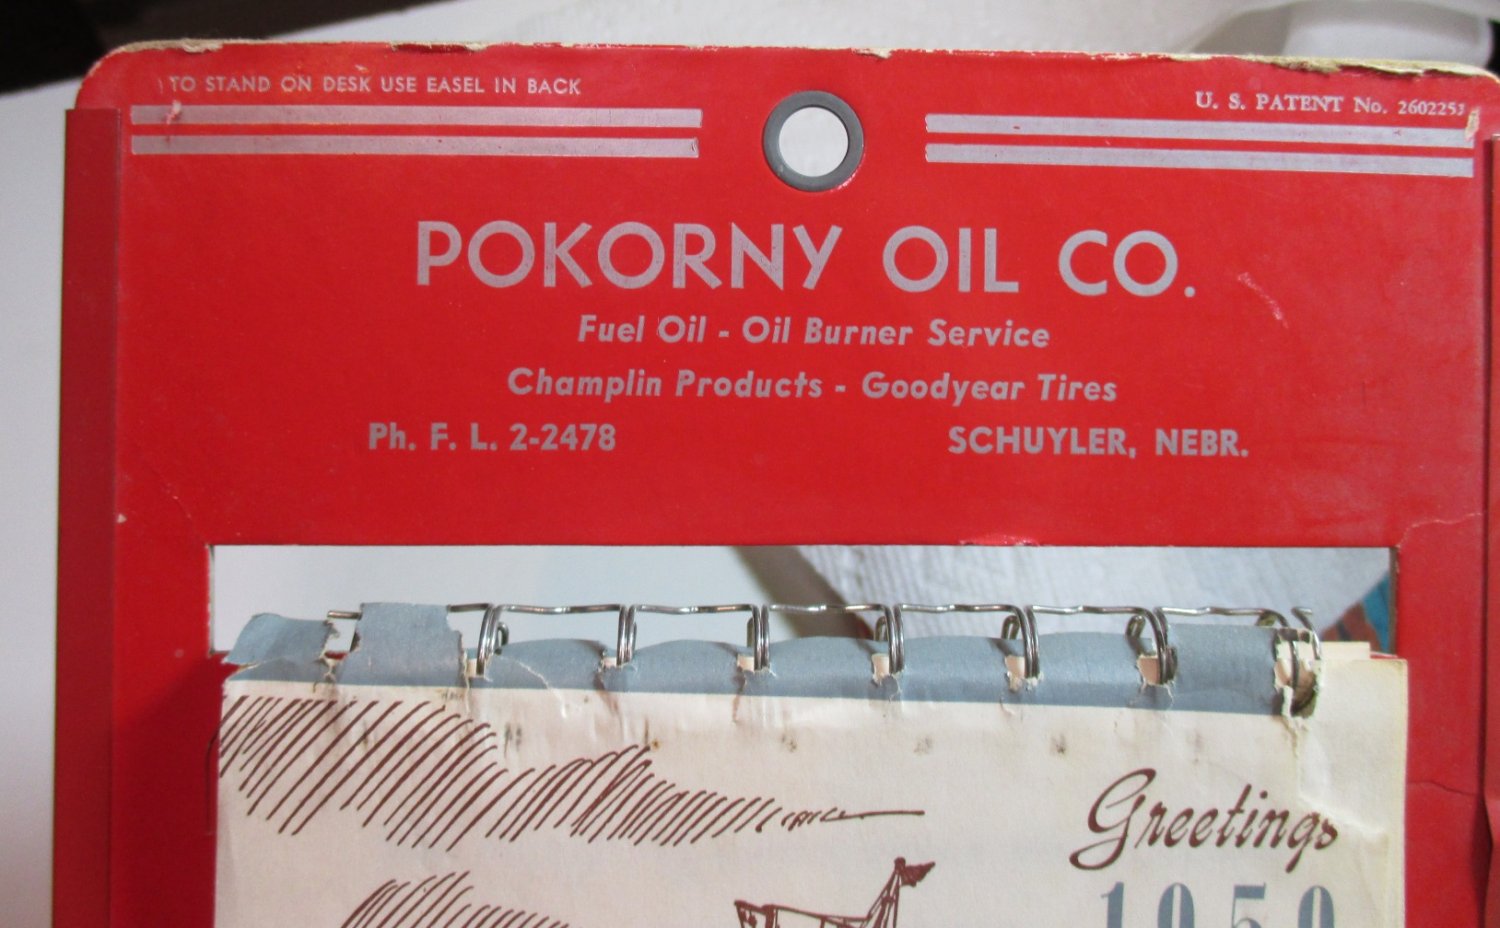 TO STAND ON DESK USE EASEL IN BACK
U. S. PATENT No. 2602253
POKORNY OIL CO.
Fuel Oil - Oil Burner Service
Champlin Products - Goodyear Tires
Ph. F. L. 2-2478
SCHUYLER, NEBR.
Greetings
1959